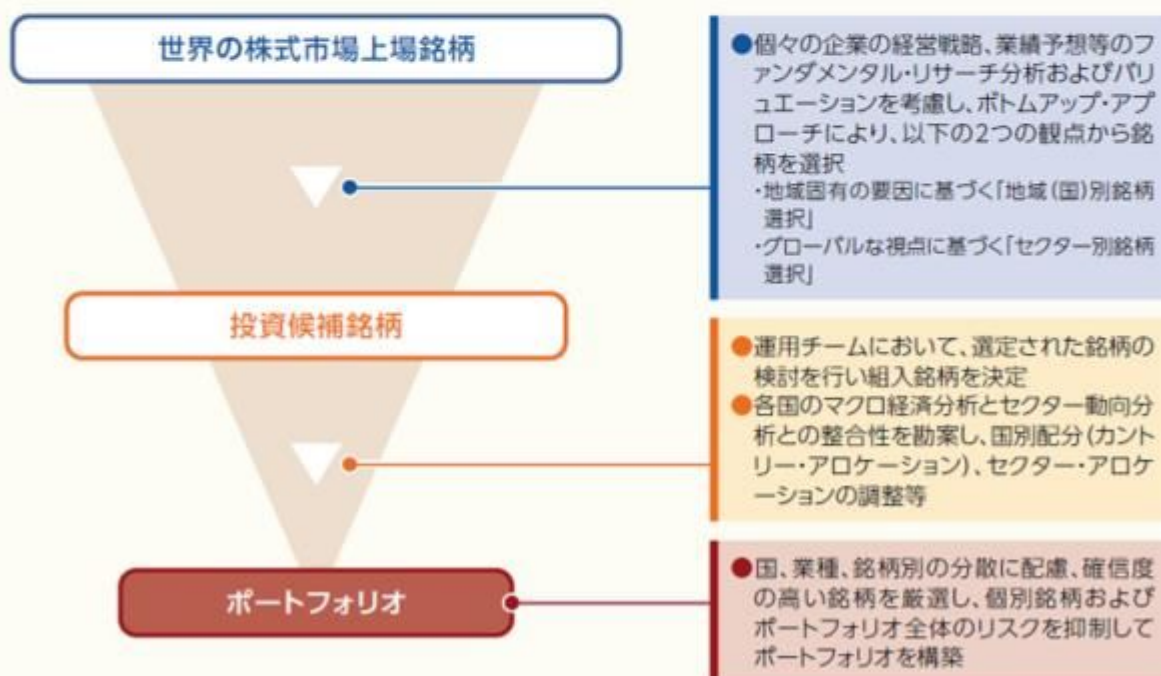 世界の株式市場上場銘柄
●個々の企業の経営戦略、業績予想等のフ
ァンダメンタル・リサーチ分析およびバリ
ュエーションを考慮し、ボトムアップ・アプ
ローチにより、以下の2つの観点から銘
柄を選択
・地域固有の要因に基づく「地域(国)別銘柄
選択」
・グローバルな視点に基づく「セクター別銘柄
選択」
投資候補銘柄
●運用チームにおいて、選定された銘柄の
検討を行い組入銘柄を決定
●各国のマクロ経済分析とセクター動向分
析との整合性を勘案し、国別配分(カント
リー・アロケーション)、セクター・アロケ
ーションの調整等
ポートフォリオ
●国、業種、銘柄別の分散に配慮、確信度
の高い銘柄を厳選し、個別銘柄および
ポートフォリオ全体のリスクを抑制して
ポートフォリオを構築